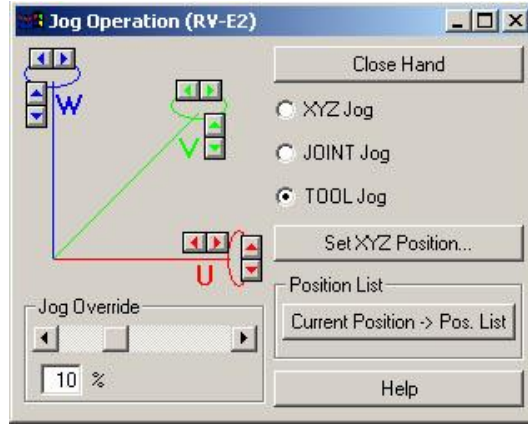 Jog Operation (RV-E2)
Close Hand
W
XYZ Jog
V
JOINT Jog
TOOL Jog
U
Set XYZ Position...
Position List
Jog Override
Current Position -> Pos. List
10 %
Help